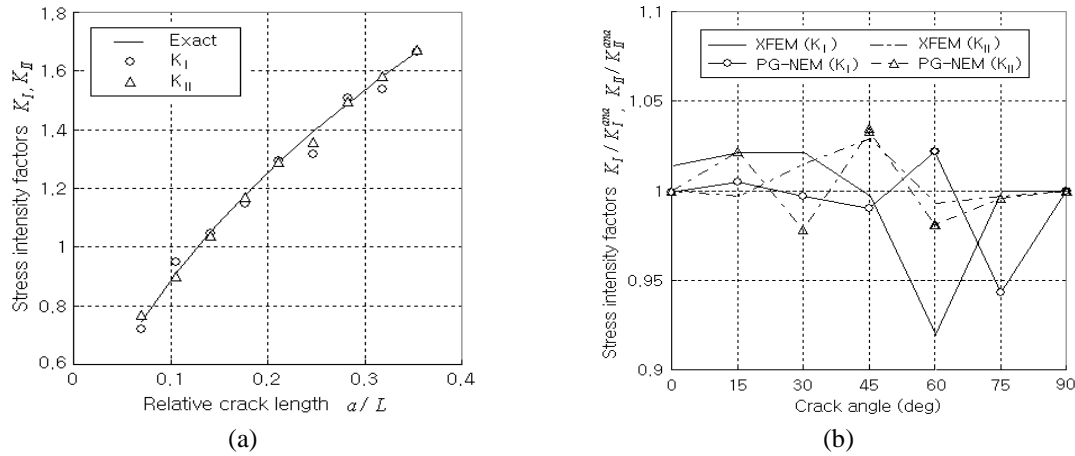 1.8
1.6
1.4
1.2
1
0.8
0.6
0
0.1
0.2
0.3
0.4
Stress intensity factors K_I, K_II
Relative crack length a/L
Exact
K_I
K_II
(a)
1.1
1.05
1
0.95
0.9
0
15
30
45
60
75
90
Stress intensity factors K_I / K_I^ana, K_II / K_II^ana
Crack angle (deg)
XFEM (K_I)
XFEM (K_II)
PG-NEM (K_I)
PG-NEM (K_II)
(b)